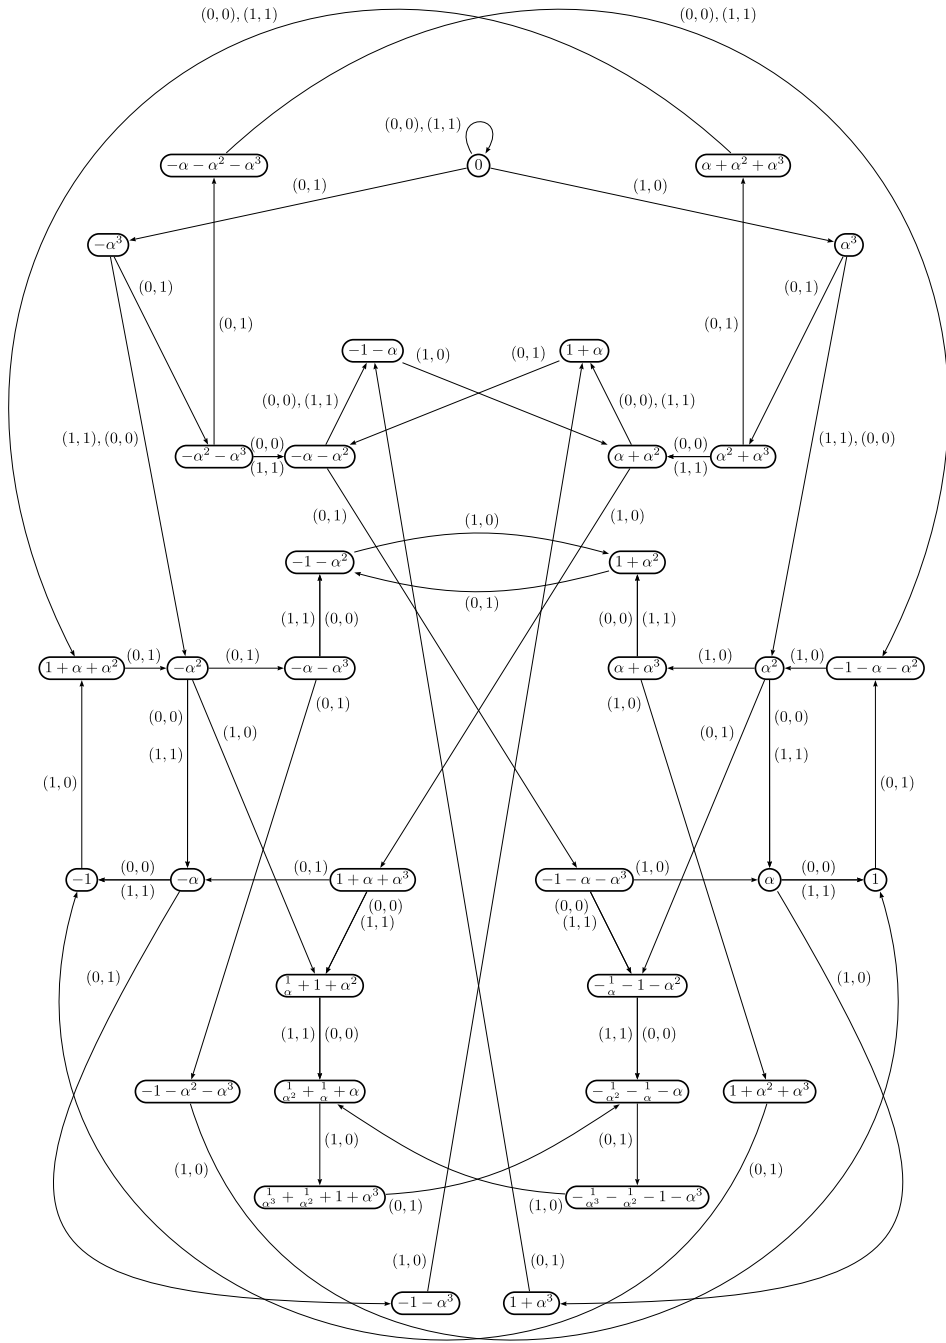 (0, 0), (1, 1) (0, 0), (1, 1)
(0, 0), (1, 1)
−α − α² − α³ 0 α + α² + α³
(0, 1) (1, 0)
−α³ α³
(0, 1) (0, 1)
(0, 1) (0, 1)
−1 − α (1, 0) (0, 1) 1 + α
(0, 0), (1, 1) (0, 0), (1, 1)
(1, 1), (0, 0) (0, 0) (0, 0) (1, 1), (0, 0)
−α² − α³ −α − α² α + α² α² + α³
(1, 1) (1, 1)
(0, 1) (1, 0) (1, 0)
−1 − α² 1 + α²
(0, 1)
(1, 1) (0, 0) (0, 0) (1, 1)
1 + α + α² (0, 1) −α² (0, 1) −α − α³ α + α³ (1, 0) α² (1, 0) −1 − α − α²
(0, 1) (1, 0)
(0, 0) (0, 0)
(1, 0) (0, 1)
(1, 1) (1, 1)
(1, 0) (0, 1)
−1 (0, 0) −α (0, 1) 1 + α + α³ −1 − α − α³ (1, 0) α (0, 0) 1
(1, 1) (1, 1)
(0, 0) (0, 0)
(1, 1) (1, 1)
(0, 1) (1, 0)
1/α + 1 + α² −1/α − 1 − α²
(1, 1) (0, 0) (1, 1) (0, 0)
−1 − α² − α³ 1/α² + 1/α + α −1/α² − 1/α − α 1 + α² + α³
(1, 0) (0, 1)
(1, 0) (0, 1)
1/α³ + 1/α² + 1 + α³ (0, 1) (1, 0) −1/α³ − 1/α² − 1 − α³
(1, 0) (0, 1)
−1 − α³ 1 + α³